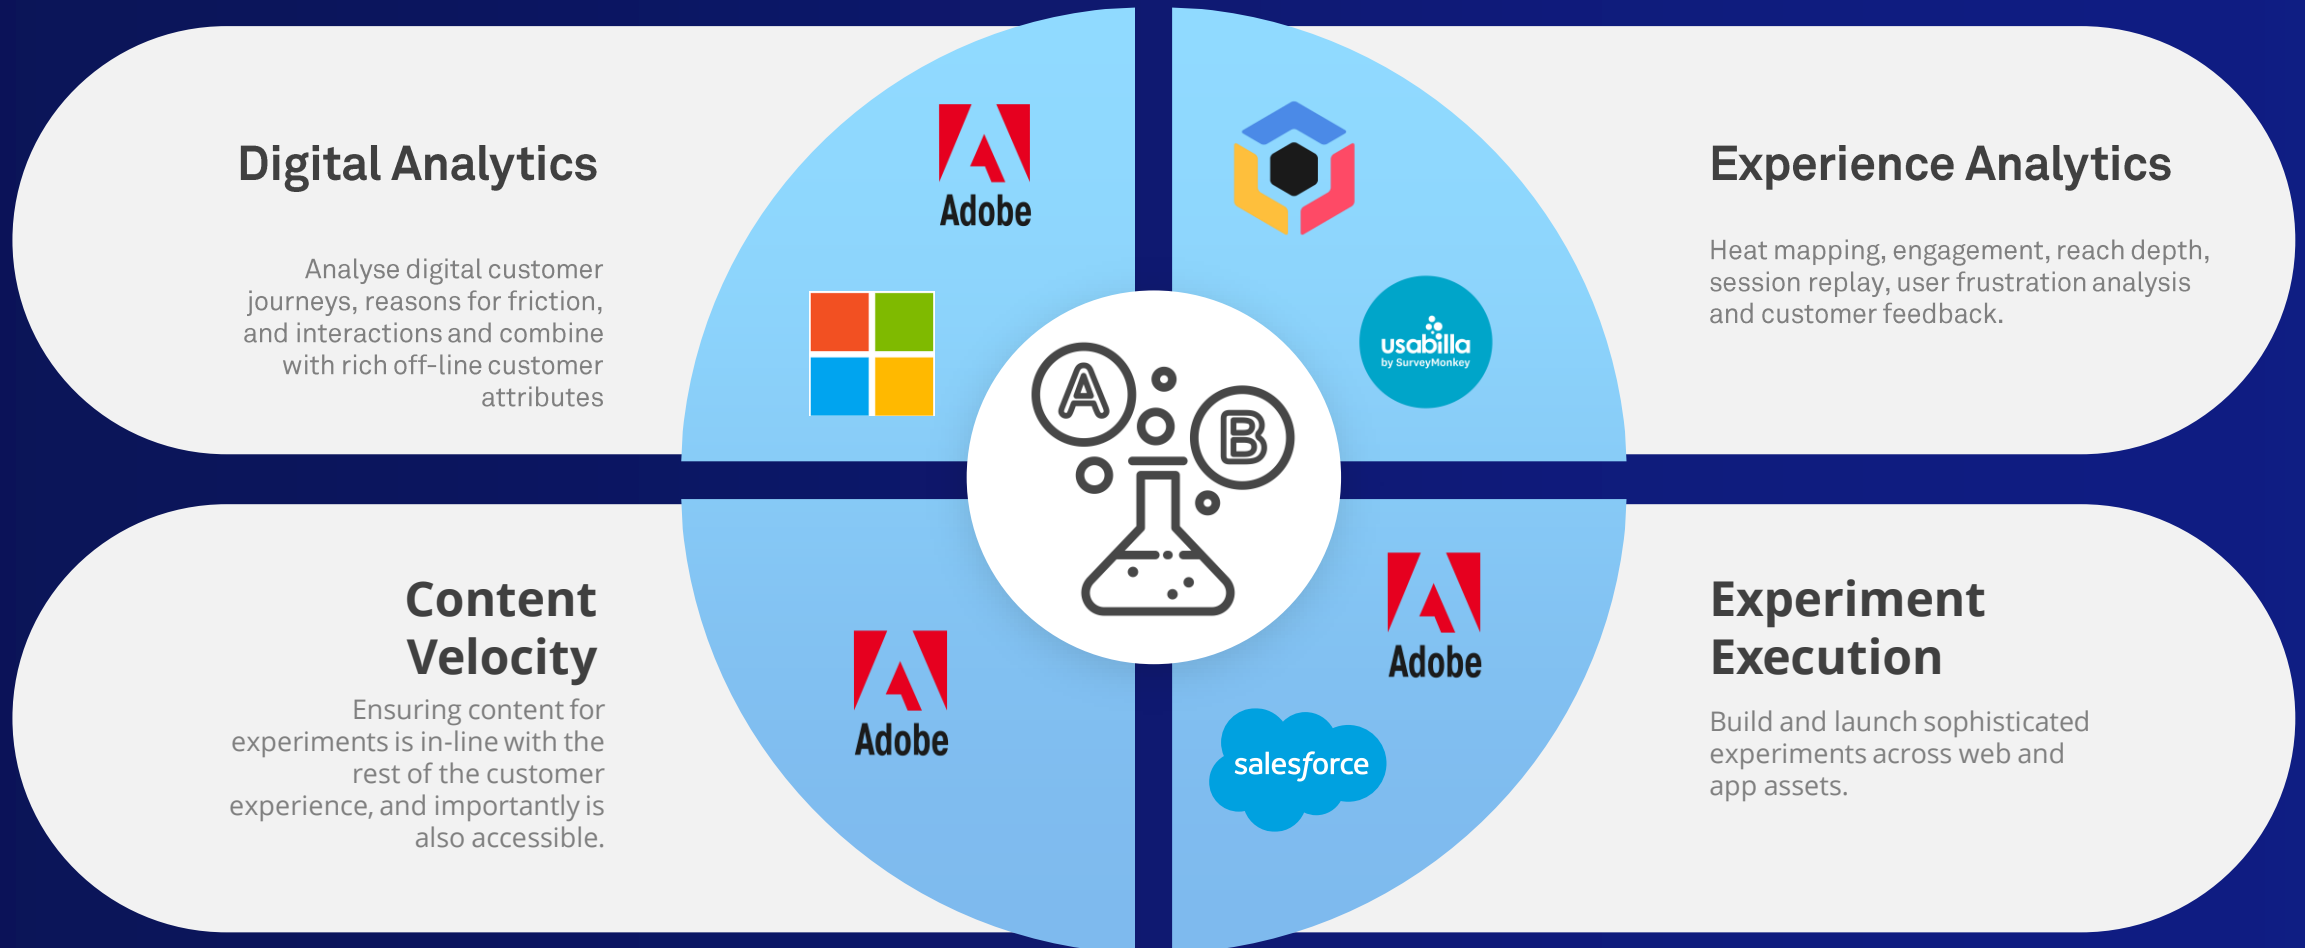 Digital Analytics
Analyse digital customer
journeys, reasons for friction,
and interactions and combine
with rich off-line customer
attributes
Adobe
Experience Analytics
Heat mapping, engagement, reach depth,
session replay, user frustration analysis
and customer feedback.
usabilla
by SurveyMonkey
A
B
Content
Velocity
Ensuring content for
experiments is in-line with the
rest of the customer
experience, and importantly is
also accessible.
Adobe
Adobe
salesforce
Experiment
Execution
Build and launch sophisticated
experiments across web and
app assets.